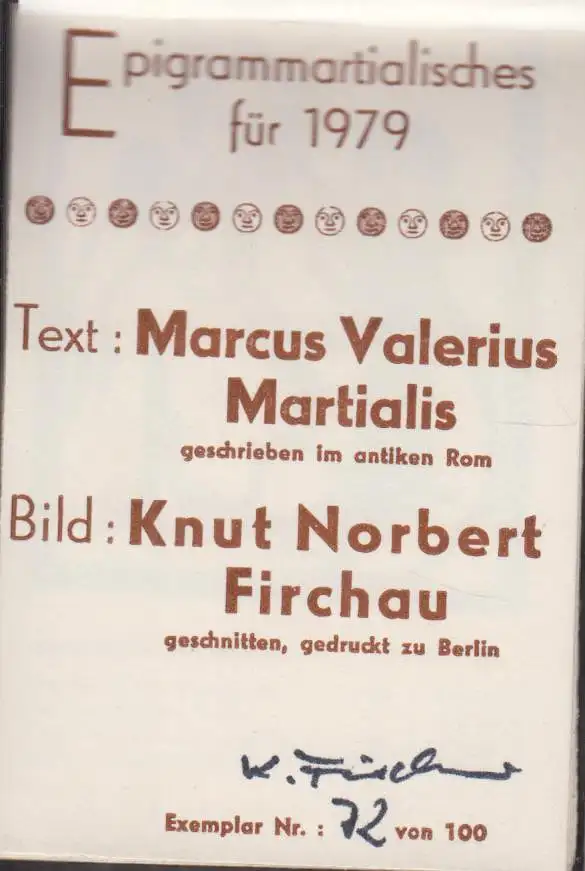 Epigrammartialisches
für 1979
Text : Marcus Valerius
Martialis
geschrieben im antiken Rom
Bild : Knut Norbert
Firchau
geschnitten, gedruckt zu Berlin
K. Firchau
Exemplar Nr. : 72 von 100